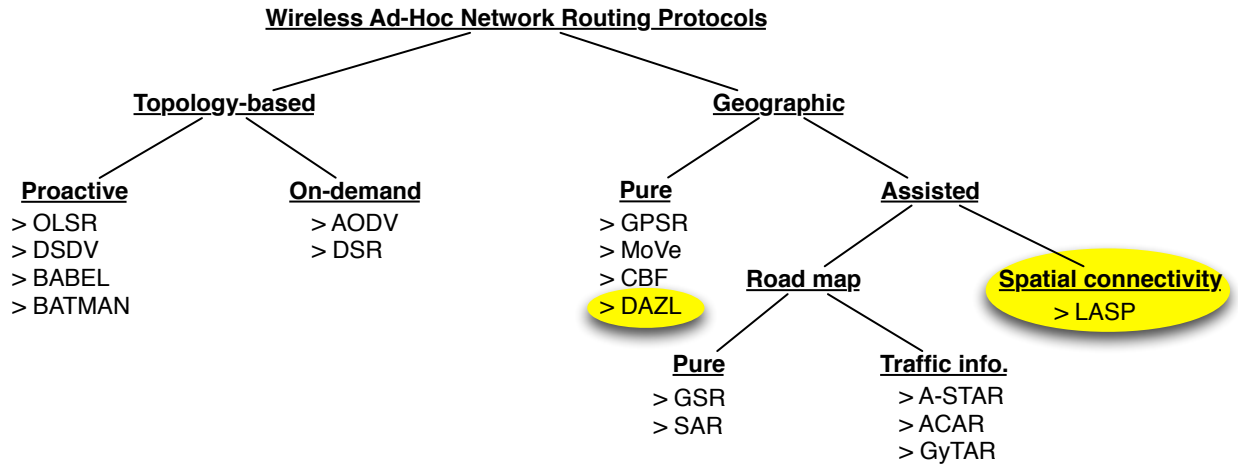 Wireless Ad-Hoc Network Routing Protocols
Topology-based
Geographic
Proactive
> OLSR
> DSDV
> BABEL
> BATMAN
On-demand
> AODV
> DSR
Pure
> GPSR
> MoVe
> CBF
> DAZL
Assisted
Road map
Spatial connectivity
> LASP
Pure
> GSR
> SAR
Traffic info.
> A-STAR
> ACAR
> GyTAR